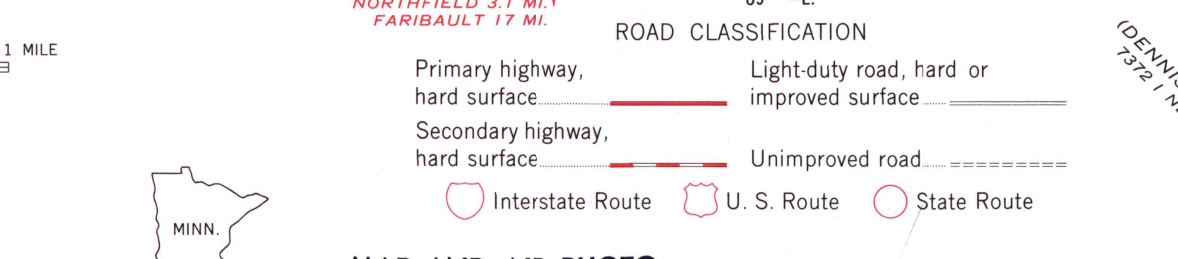 NORTHFIELD 3.1 MI.
FARIBAULT 17 MI.
1 MILE
ROAD CLASSIFICATION
Primary highway,
hard surface
Light-duty road, hard or
improved surface
Secondary highway,
hard surface
Unimproved road
Interstate Route
U. S. Route
State Route
MINN.